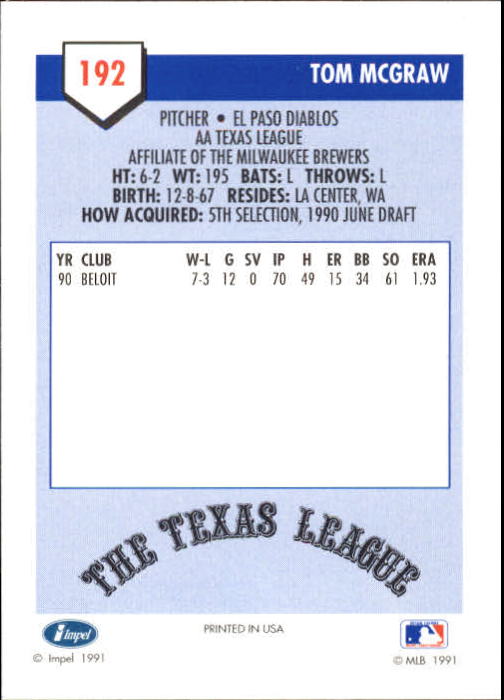 192
TOM MCGRAW
PITCHER • EL PASO DIABLOS
AA TEXAS LEAGUE
AFFILIATE OF THE MILWAUKEE BREWERS
HT: 6-2 WT: 195 BATS: L THROWS: L
BIRTH: 12-8-67 RESIDES: LA CENTER, WA
HOW ACQUIRED: 5TH SELECTION, 1990 JUNE DRAFT
YR CLUB W-L G SV IP H ER BB SO ERA
90 BELOIT 7-3 12 0 70 49 15 34 61 1.93
THE TEXAS LEAGUE
impel
PRINTED IN USA
© Impel 1991
© MLB 1991